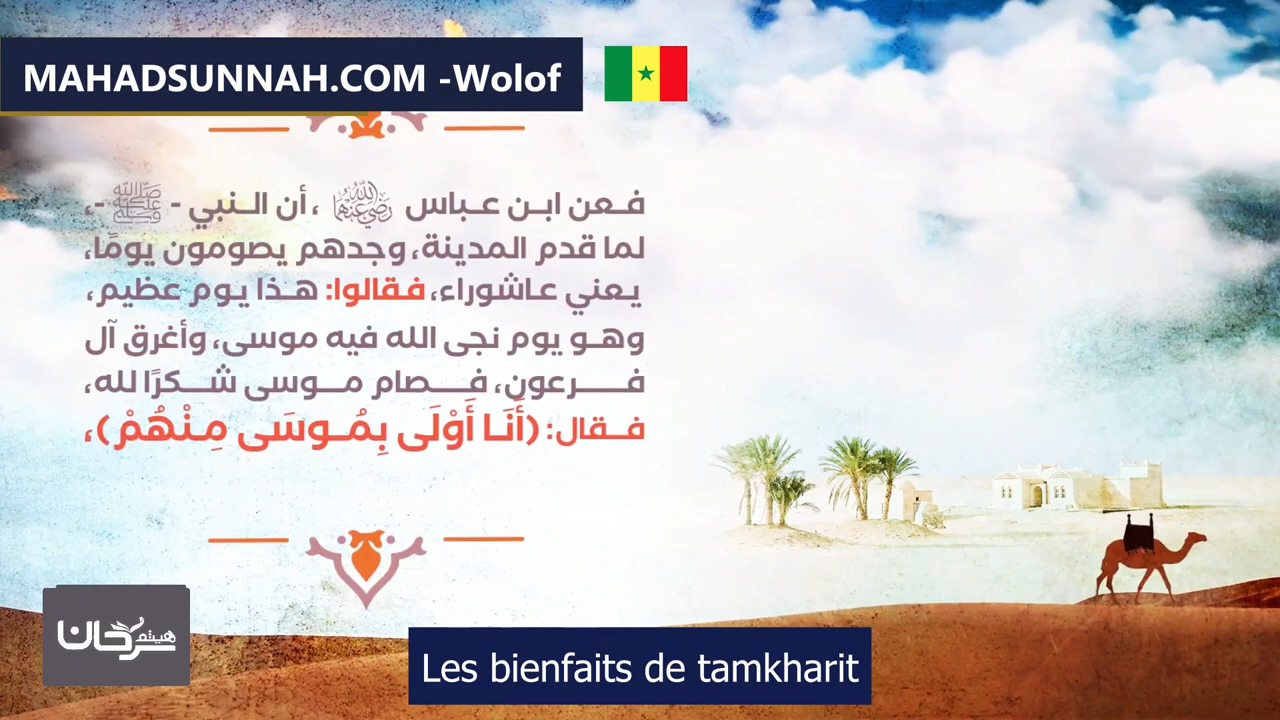 MAHADSUNNAH.COM -Wolof
فعن ابن عباس رضي الله عنهما، أن النبي - صلى الله عليه وسلم -،
لما قدم المدينة، وجدهم يصومون يومًا،
يعني عاشوراء، فقالوا: هذا يوم عظيم،
وهو يوم نجى الله فيه موسى، وأغرق آل
فرعون، فصام موسى شكرًا لله،
فقال: (أَنَا أَوْلَى بِمُوسَى مِنْهُمْ)،
هيثم سرحان
Les bienfaits de tamkharit